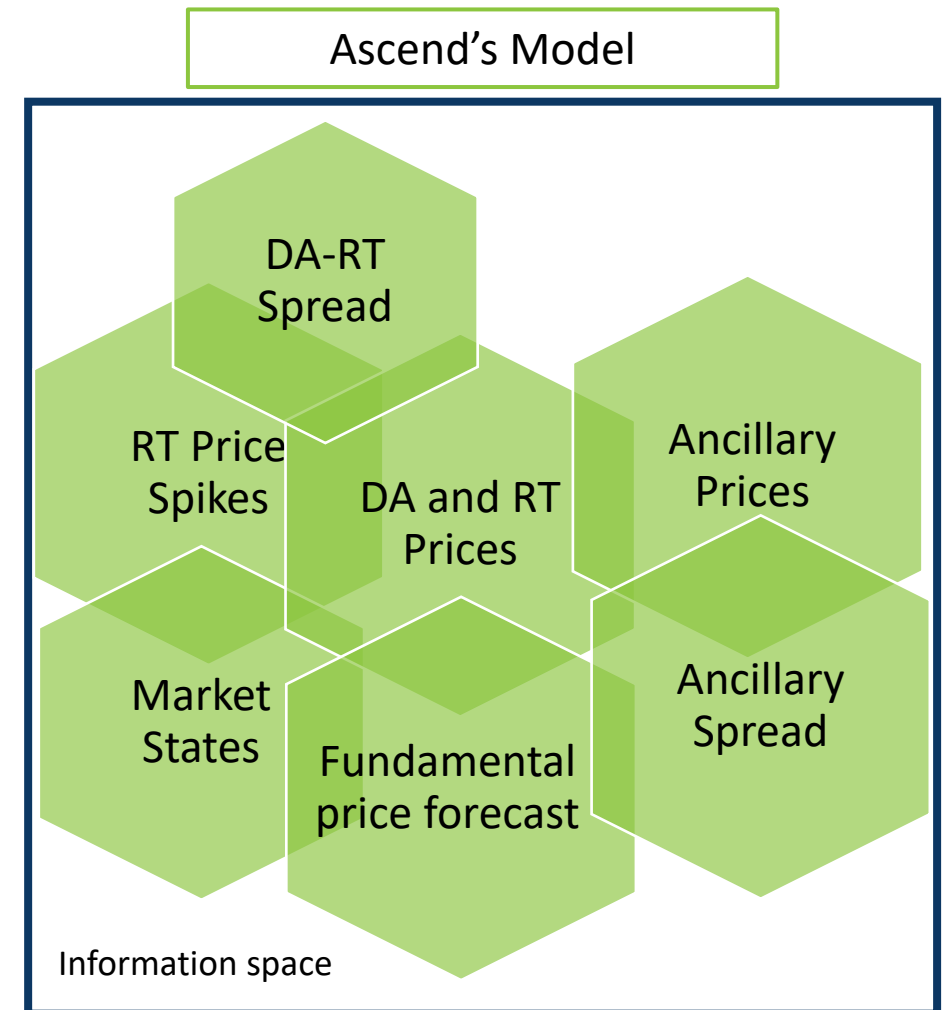 Ascend’s Model
DA-RT
Spread
RT Price
Spikes
DA and RT
Prices
Ancillary
Prices
Market
States
Fundamental
price forecast
Ancillary
Spread
Information space